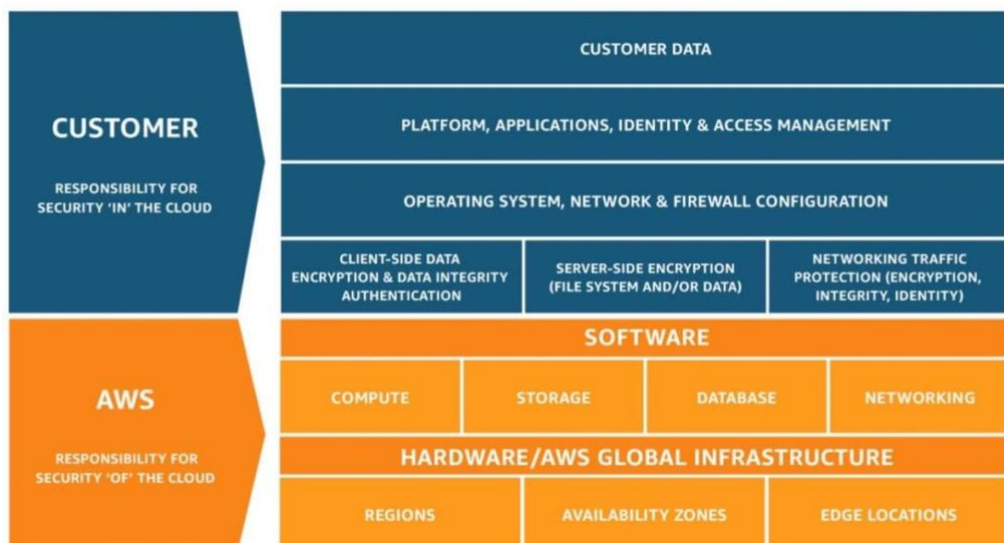 CUSTOMER
RESPONSIBILITY FOR
SECURITY ‘IN’ THE CLOUD
CUSTOMER DATA
PLATFORM, APPLICATIONS, IDENTITY & ACCESS MANAGEMENT
OPERATING SYSTEM, NETWORK & FIREWALL CONFIGURATION
CLIENT-SIDE DATA
ENCRYPTION & DATA INTEGRITY
AUTHENTICATION
SERVER-SIDE ENCRYPTION
(FILE SYSTEM AND/OR DATA)
NETWORKING TRAFFIC
PROTECTION (ENCRYPTION,
INTEGRITY, IDENTITY)
AWS
RESPONSIBILITY FOR
SECURITY ‘OF’ THE CLOUD
SOFTWARE
COMPUTE
STORAGE
DATABASE
NETWORKING
HARDWARE/AWS GLOBAL INFRASTRUCTURE
REGIONS
AVAILABILITY ZONES
EDGE LOCATIONS